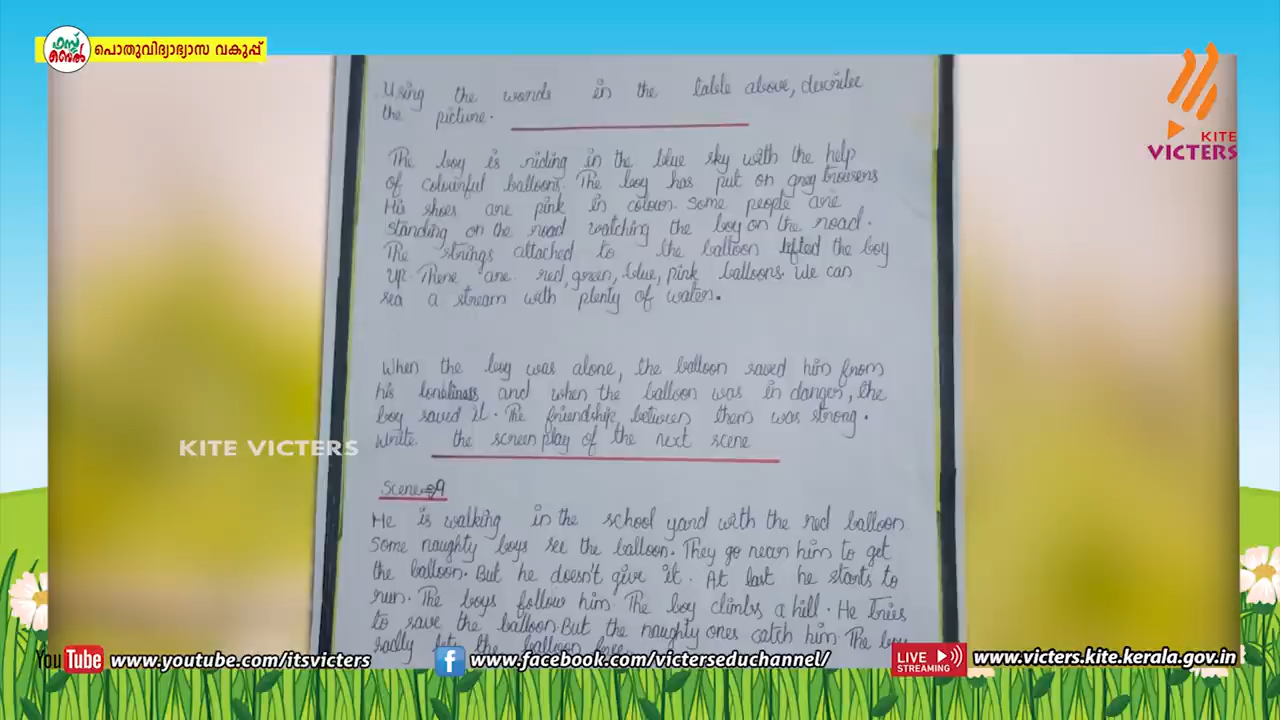 ഫസ്റ്റ് ബെൽ
പൊതുവിദ്യാഭ്യാസ വകുപ്പ്
KITE
VICTERS
Using the words in the table above, describe
the picture.
The boy is riding in the blue sky with the help
of colourful balloons. The boy has put on grey trousers
His shoes are pink in colour. Some people are
standing on the road watching the boy on the road.
The strings attached to the balloon lifted the boy
up. There are red, green, blue, pink balloons. We can
sea a stream with plenty of water.
When the boy was alone, the balloon saved him from
his loneliness and when the balloon was in danger, the
boy saved it. The friendship between them was strong.
Write the screen play of the next scene
KITE VICTERS
Scene 9
He is walking in the school yard with the red balloon
Some naughty boys see the balloon. They go near him to get
the balloon. But he doesn't give it. At last he starts to
run. The boys follow him. The boy climbs a hill. He tries
to save the balloon. But the naughty ones catch him. The boy
sadly lets the balloon free
YouTube www.youtube.com/itsvicters
f www.facebook.com/victerseduchannel/
LIVE STREAMING www.victers.kite.kerala.gov.in